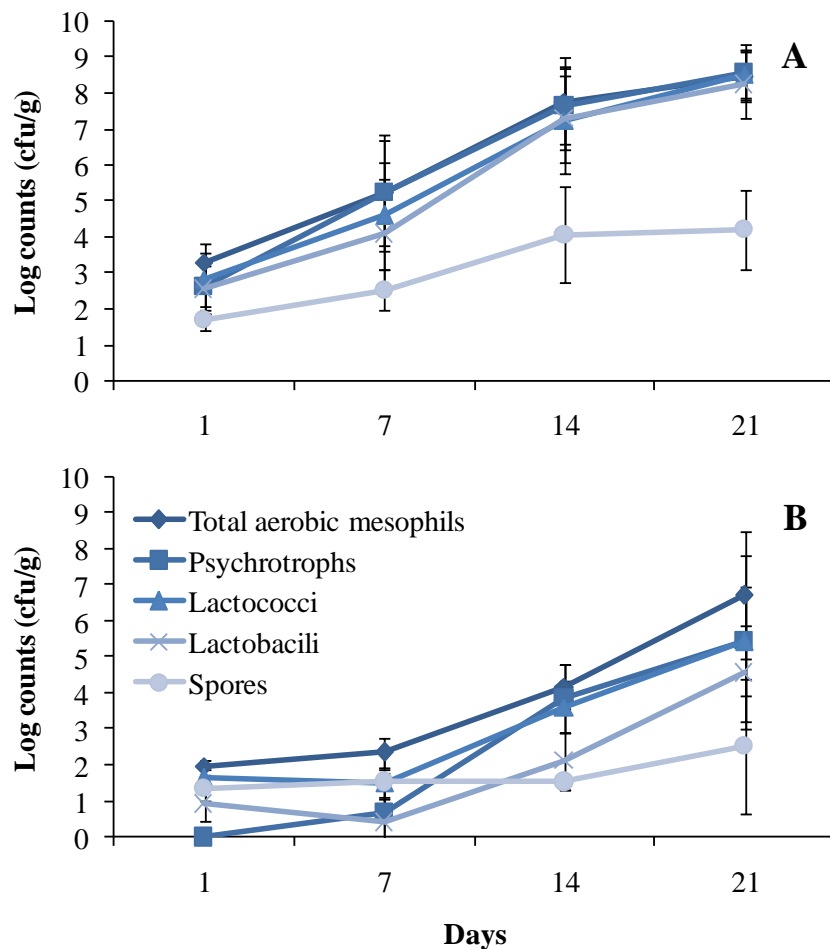 10
A
9
8
7
6
5
4
3
2
1
0
Log counts (cfu/g)
1 7 14 21
10
B
9
8
7
6
5
4
3
2
1
0
Log counts (cfu/g)
Total aerobic mesophils
Psychrotrophs
Lactococci
Lactobacili
Spores
1 7 14 21
Days